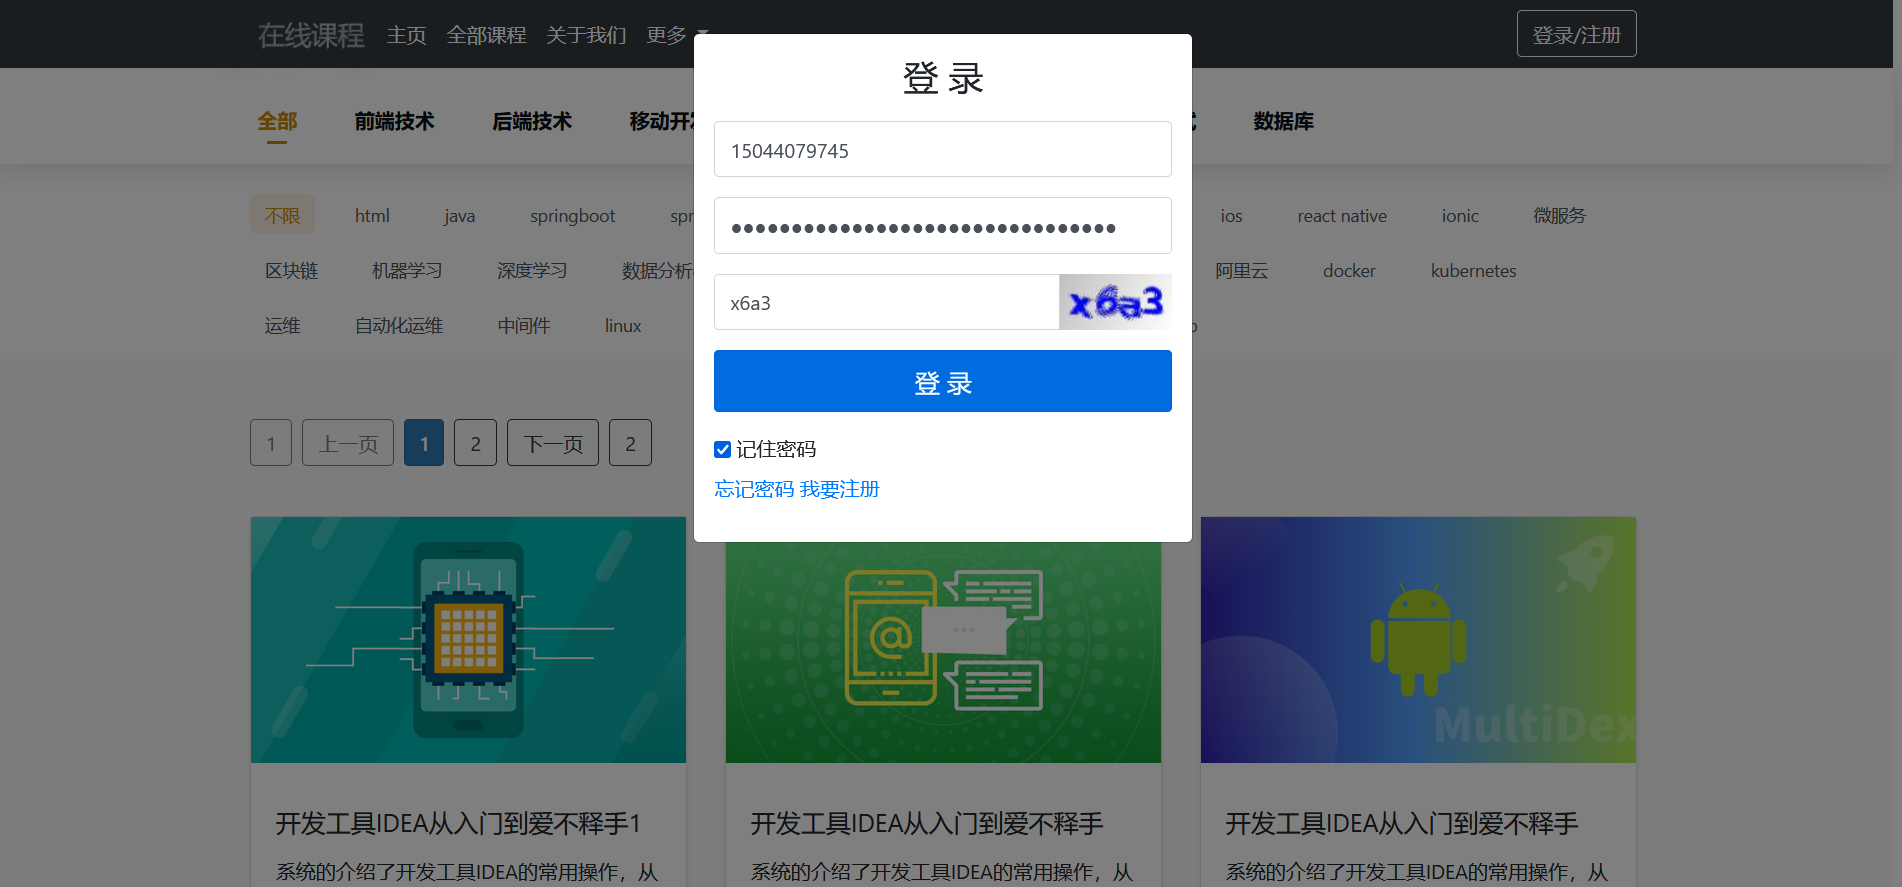 在线课程 主页 全部课程 关于我们 更多 登录/注册
登 录
全部 前端技术 后端技术 移动开 数据库
15044079745
不限 html java springboot ios react native ionic 微服务
区块链 机器学习 深度学习 数据分析 阿里云 docker kubernetes
x6a3 x6a3
运维 自动化运维 中间件 linux
登 录
1 上一页 1 2 下一页 2
记住密码
忘记密码 我要注册
MultiDex
开发工具IDEA从入门到爱不释手1
系统的介绍了开发工具IDEA的常用操作，从
开发工具IDEA从入门到爱不释手
系统的介绍了开发工具IDEA的常用操作，从
开发工具IDEA从入门到爱不释手
系统的介绍了开发工具IDEA的常用操作，从